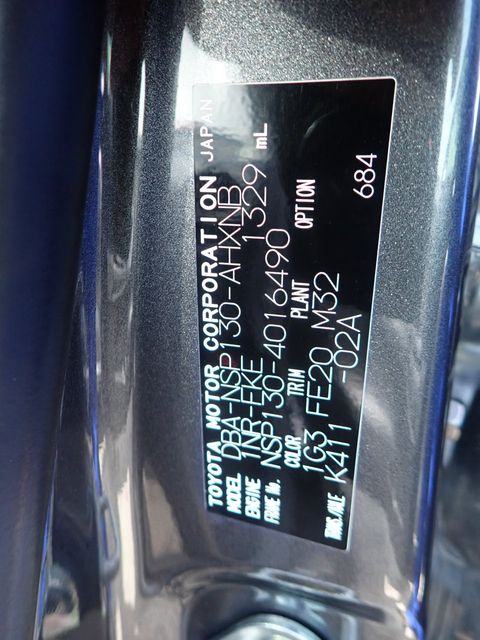 TOYOTA MOTOR CORPORATION JAPAN
MODEL DBA-NSP130-AHXNB
ENGINE 1NR-FKE 1329 mL
FRAME No. NSP130-4016490
COLOR TRIM PLANT OPTION
1G3 FE20 M32
TRANS/AXLE K411 -02A 684